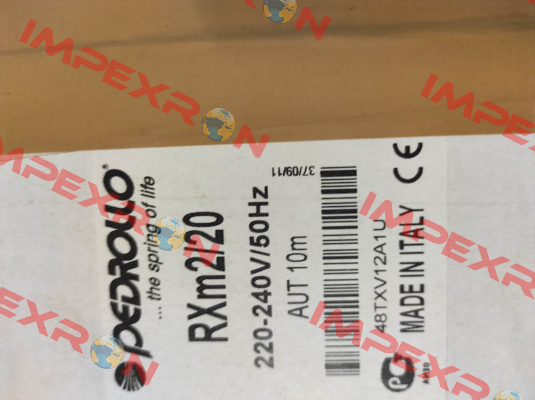 PEDROLLO®
... the spring of life
RXm2/20
220-240V/50Hz
AUT 10m
37/09/11
48TXV12A1U
MADE IN ITALY CE
IMPEXRON
IMPEXRON
IMPEXRON
IMPEXRON
IMPEXRON